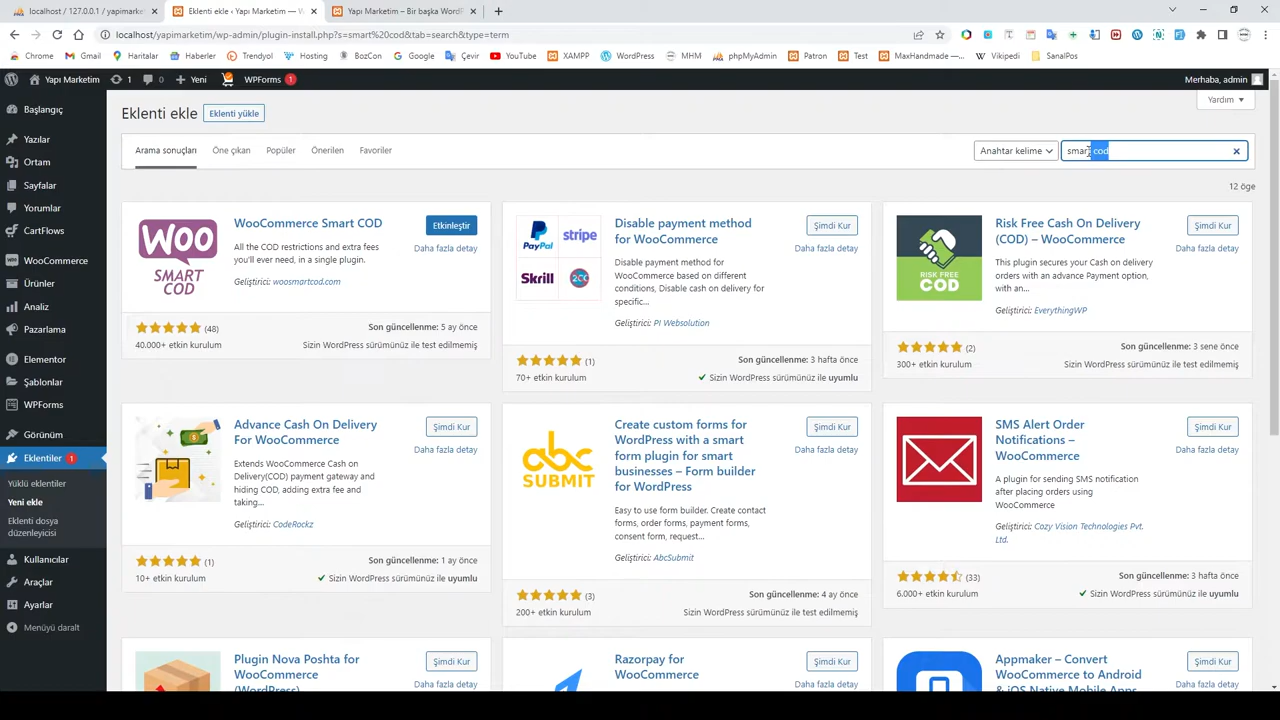 localhost / 127.0.0.1 / yapimarket
Eklenti ekle ‹ Yapı Marketim — W
Yapı Marketim – Bir başka WordP
localhost/yapimarketim/wp-admin/plugin-install.php?s=smart%20cod&tab=search&type=term
Chrome
Gmail
Haritalar
Haberler
Trendyol
Hosting
BozCon
Google
Çevir
YouTube
XAMPP
WordPress
MHM
phpMyAdmin
Patron
Test
MaxHandmade —...
Vikipedi
SanalPos
Yapı Marketim
1
0
Yeni
WPForms 1
Merhaba, admin
Başlangıç
Yazılar
Ortam
Sayfalar
Yorumlar
CartFlows
WooCommerce
Ürünler
Analiz
Pazarlama
Elementor
Şablonlar
WPForms
Görünüm
Eklentiler 1
Yüklü eklentiler
Yeni ekle
Eklenti dosya
düzenleyicisi
Kullanıcılar
Araçlar
Ayarlar
Menüyü daralt
Eklenti ekle
Eklenti yükle
Yardım
Arama sonuçları
Öne çıkan
Popüler
Önerilen
Favoriler
Anahtar kelime
smart cod
12 öge
WOO
SMART
COD
WooCommerce Smart COD
Etkinleştir
Daha fazla detay
All the COD restrictions and extra fees
you'll ever need, in a single plugin.
Geliştirici: woosmartcod.com
(48)
Son güncellenme: 5 ay önce
40.000+ etkin kurulum
Sizin WordPress sürümünüz ile test edilmemiş
PayPal
stripe
Skrill
2CO
Disable payment method
for WooCommerce
Şimdi Kur
Daha fazla detay
Disable payment method for
WooCommerce based on different
conditions, Disable cash on delivery for
specific...
Geliştirici: PI Websolution
(1)
Son güncellenme: 3 hafta önce
70+ etkin kurulum
Sizin WordPress sürümünüz ile uyumlu
RISK FREE
COD
Risk Free Cash On Delivery
(COD) – WooCommerce
Şimdi Kur
Daha fazla detay
This plugin secures your Cash on delivery
orders with an advance Payment option,
with an...
Geliştirici: EverythingWP
(2)
Son güncellenme: 3 sene önce
300+ etkin kurulum
Sizin WordPress sürümünüz ile test edilmemiş
Advance Cash On Delivery
For WooCommerce
Şimdi Kur
Daha fazla detay
Extends WooCommerce Cash on
Delivery(COD) payment gateway and
hiding COD, adding extra fee and
taking...
Geliştirici: CodeRockz
(1)
Son güncellenme: 1 ay önce
10+ etkin kurulum
Sizin WordPress sürümünüz ile uyumlu
abc
SUBMIT
Create custom forms for
WordPress with a smart
form plugin for smart
businesses – Form builder
for WordPress
Şimdi Kur
Daha fazla detay
Easy to use form builder. Create contact
forms, order forms, payment forms,
consent form, request...
Geliştirici: AbcSubmit
(3)
Son güncellenme: 4 ay önce
200+ etkin kurulum
Sizin WordPress sürümünüz ile test edilmemiş
SMS Alert Order
Notifications –
WooCommerce
Şimdi Kur
Daha fazla detay
A plugin for sending SMS notification
after placing orders using
WooCommerce
Geliştirici: Cozy Vision Technologies Pvt.
Ltd.
(33)
Son güncellenme: 3 hafta önce
6.000+ etkin kurulum
Sizin WordPress sürümünüz ile uyumlu
Plugin Nova Poshta for
WooCommerce
(WordPress)
Şimdi Kur
Daha fazla detay
Razorpay for
WooCommerce
Şimdi Kur
Daha fazla detay
Appmaker – Convert
WooCommerce to Android
& iOS Native Mobile Apps
Şimdi Kur
Daha fazla detay